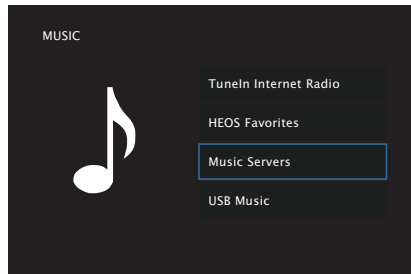 MUSIC
TuneIn Internet Radio
HEOS Favorites
Music Servers
USB Music